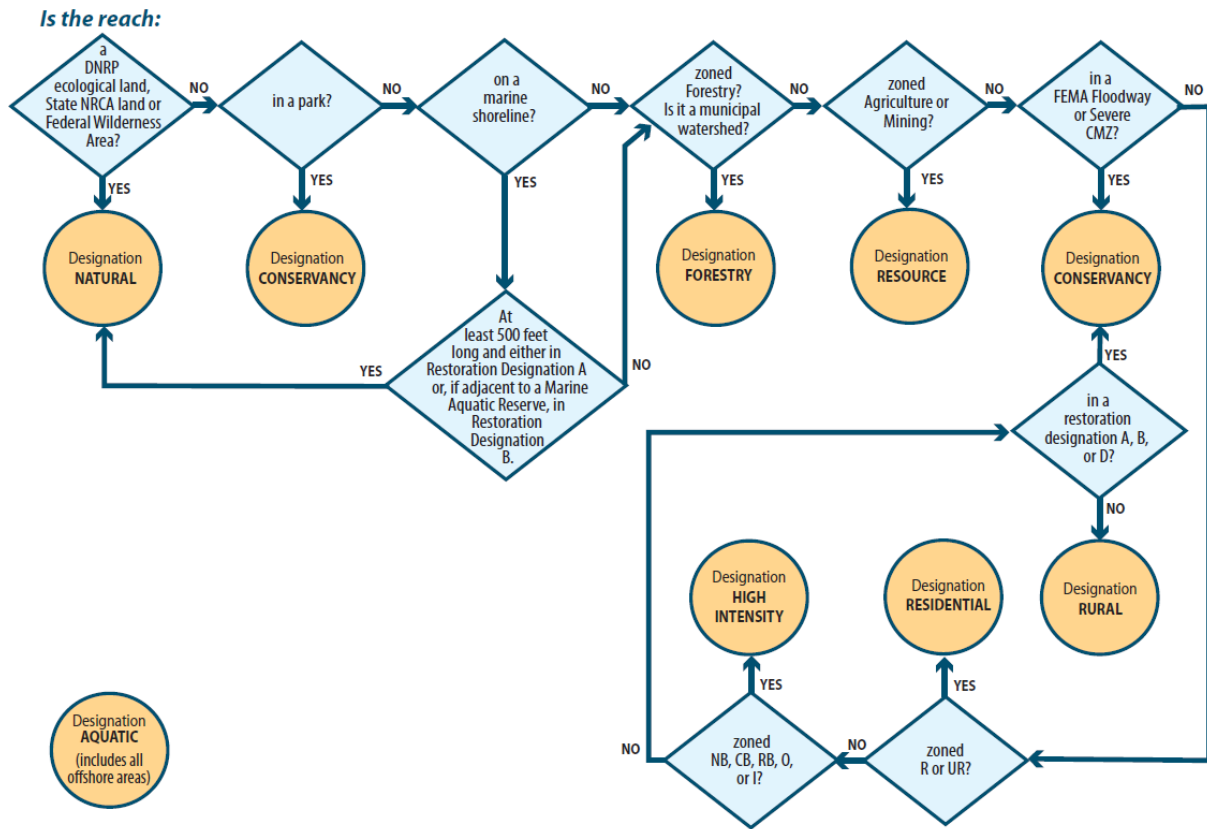 Is the reach:
a
DNRP
ecological land,
State NRCA land or
Federal Wilderness
Area?
NO
YES
Designation
NATURAL
in a park?
NO
YES
Designation
CONSERVANCY
on a
marine
shoreline?
NO
YES
At
least 500 feet
long and either in
Restoration Designation A
or, if adjacent to a Marine
Aquatic Reserve, in
Restoration
Designation
B.
YES
NO
zoned
Forestry?
Is it a municipal
watershed?
NO
YES
Designation
FORESTRY
zoned
Agriculture or
Mining?
NO
YES
Designation
RESOURCE
in a
FEMA Floodway
or Severe
CMZ?
NO
YES
Designation
CONSERVANCY
YES
in a
restoration
designation A, B,
or D?
NO
Designation
RURAL
Designation
HIGH
INTENSITY
YES
zoned
NB, CB, RB, O,
or I?
NO
Designation
RESIDENTIAL
YES
zoned
R or UR?
NO
Designation
AQUATIC
(includes all
offshore areas)